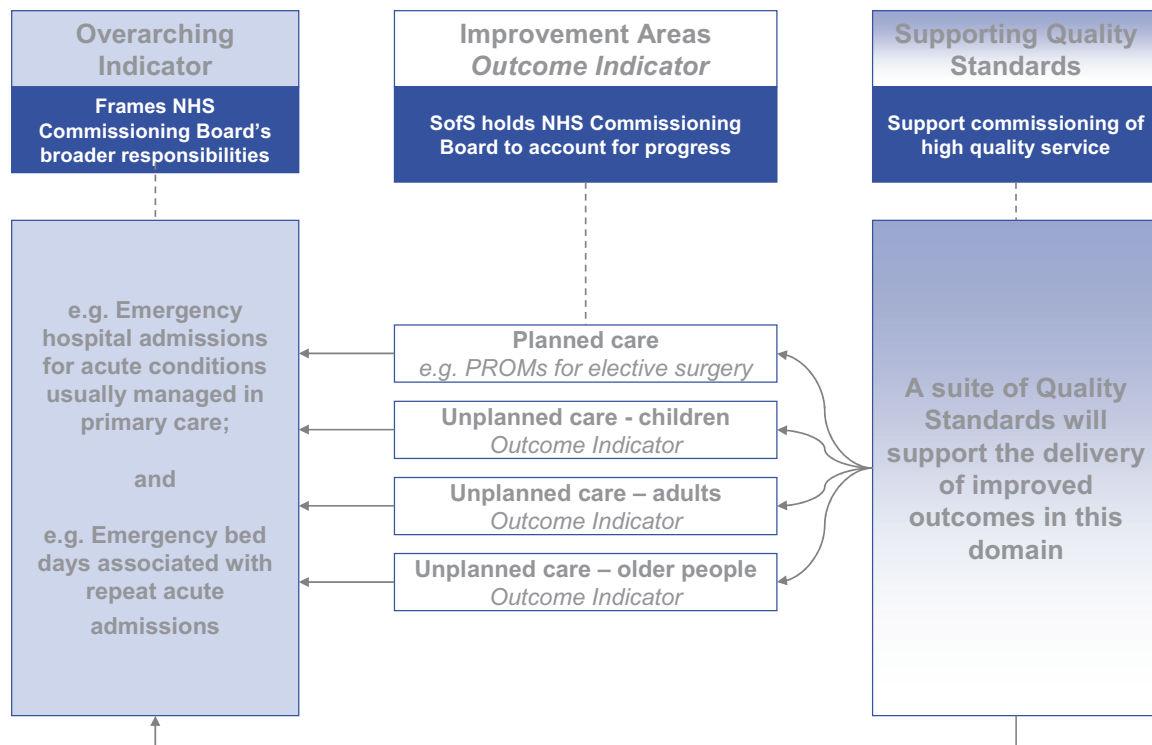 Overarching
Indicator
Frames NHS
Commissioning Board's
broader responsibilities
e.g. Emergency
hospital admissions
for acute conditions
usually managed in
primary care;
and
e.g. Emergency bed
days associated with
repeat acute
admissions
Improvement Areas
Outcome Indicator
SofS holds NHS Commissioning
Board to account for progress
Planned care
e.g. PROMs for elective surgery
Unplanned care - children
Outcome Indicator
Unplanned care – adults
Outcome Indicator
Unplanned care – older people
Outcome Indicator
Supporting Quality
Standards
Support commissioning of
high quality service
A suite of Quality
Standards will
support the delivery
of improved
outcomes in this
domain